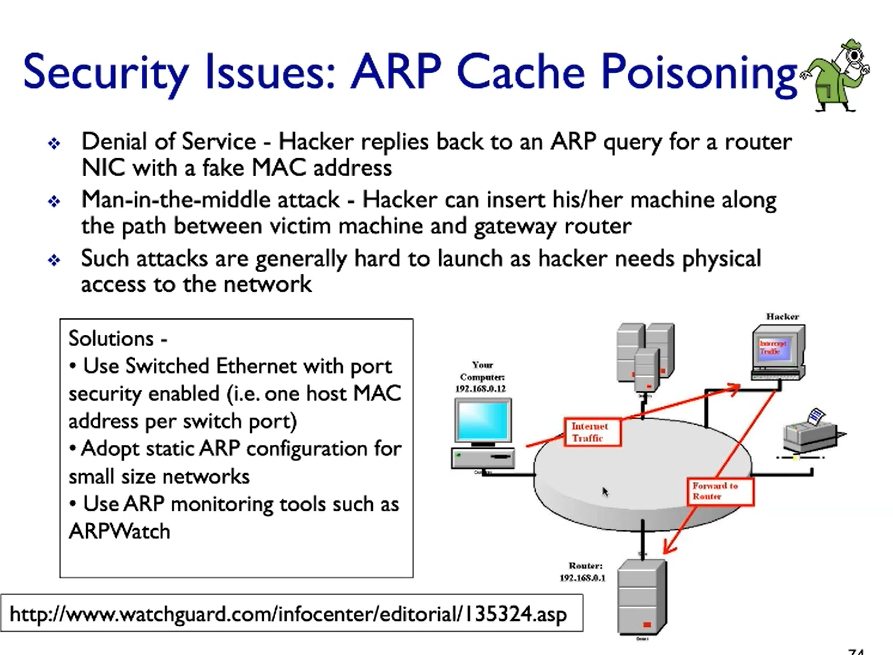 Security Issues: ARP Cache Poisoning
Denial of Service - Hacker replies back to an ARP query for a router
NIC with a fake MAC address
Man-in-the-middle attack - Hacker can insert his/her machine along
the path between victim machine and gateway router
Such attacks are generally hard to launch as hacker needs physical
access to the network
Solutions -
• Use Switched Ethernet with port
security enabled (i.e. one host MAC
address per switch port)
• Adopt static ARP configuration for
small size networks
• Use ARP monitoring tools such as
ARPWatch
Hacker
Intercept
Traffic
Your
Computer:
192.168.0.12
Internet
Traffic
Forward to
Router
Router:
192.168.0.1
http://www.watchguard.com/infocenter/editorial/135324.asp
74